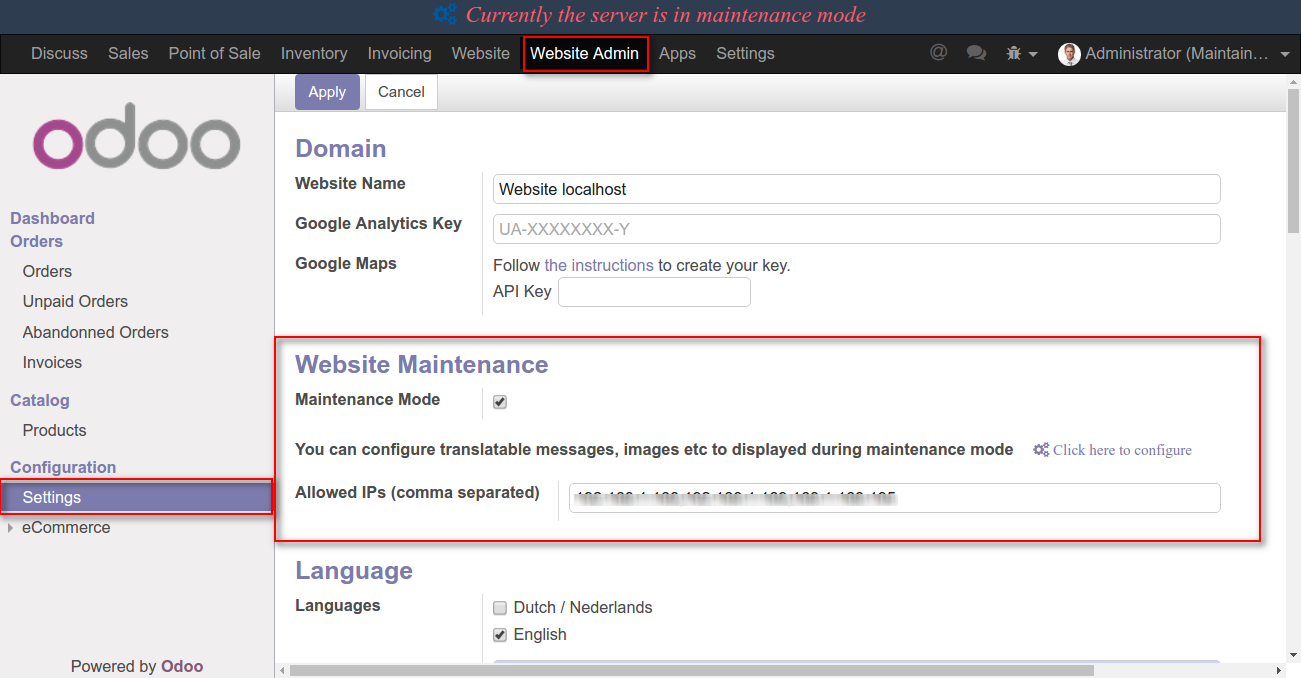 Currently the server is in maintenance mode
Discuss Sales Point of Sale Inventory Invoicing Website Website Admin Apps Settings @ Administrator (Maintain...
odoo
Dashboard
Orders
Orders
Unpaid Orders
Abandonned Orders
Invoices
Catalog
Products
Configuration
Settings
eCommerce
Powered by Odoo
Apply Cancel
Domain
Website Name Website localhost
Google Analytics Key UA-XXXXXXXX-Y
Google Maps Follow the instructions to create your key.
API Key
Website Maintenance
Maintenance Mode
You can configure translatable messages, images etc to displayed during maintenance mode Click here to configure
Allowed IPs (comma separated)
Language
Languages Dutch / Nederlands
English